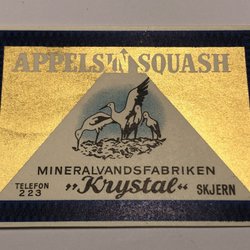 APPELSIN SQUASH
MINERALVANDSFABRIKEN
TELEFON 223
„Krystal“
SKJERN